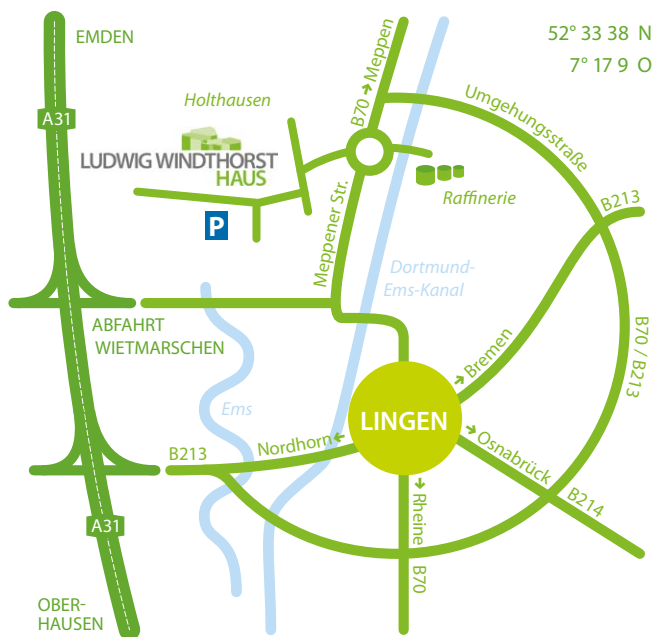 EMDEN
52° 33 38 N
7° 17 9 O
B70 → Meppen
Holthausen
Umgehungsstraße
A31
LUDWIG WINDTHORST
HAUS
Raffinerie
B213
P
Meppener Str.
Dortmund-
Ems-Kanal
ABFAHRT
WIETMARSCHEN
B70 / B213
→ Bremen
Ems
LINGEN
Nordhorn ←
B213
→ Osnabrück
B214
→ Rheine
B70
A31
OBER-
HAUSEN